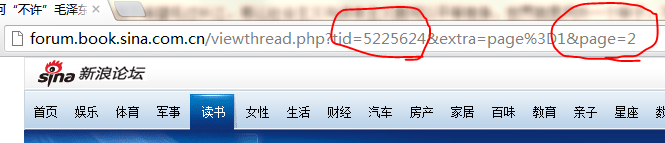 何“不许”毛泽东 ×
forum.book.sina.com.cn/viewthread.php?tid=5225624&extra=page%3D1&page=2
sina 新浪论坛
首页 娱乐 体育 军事 读书 女性 生活 财经 汽车 房产 家居 百味 教育 亲子 星座